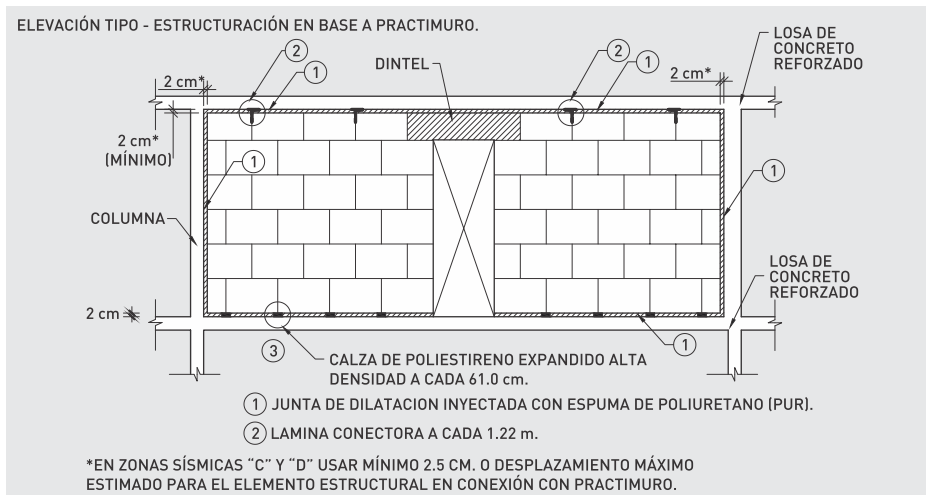 ELEVACIÓN TIPO - ESTRUCTURACIÓN EN BASE A PRACTIMURO.
LOSA DE
CONCRETO
REFORZADO
2
2
1
DINTEL
1
2 cm*
2 cm*
2 cm*
(MÍNIMO)
1
1
COLUMNA
LOSA DE
CONCRETO
REFORZADO
2 cm
1
3
CALZA DE POLIESTIRENO EXPANDIDO ALTA
DENSIDAD A CADA 61.0 cm.
1 JUNTA DE DILATACION INYECTADA CON ESPUMA DE POLIURETANO (PUR).
2 LAMINA CONECTORA A CADA 1.22 m.
*EN ZONAS SÍSMICAS “C” Y “D” USAR MÍNIMO 2.5 CM. O DESPLAZAMIENTO MÁXIMO
ESTIMADO PARA EL ELEMENTO ESTRUCTURAL EN CONEXIÓN CON PRACTIMURO.